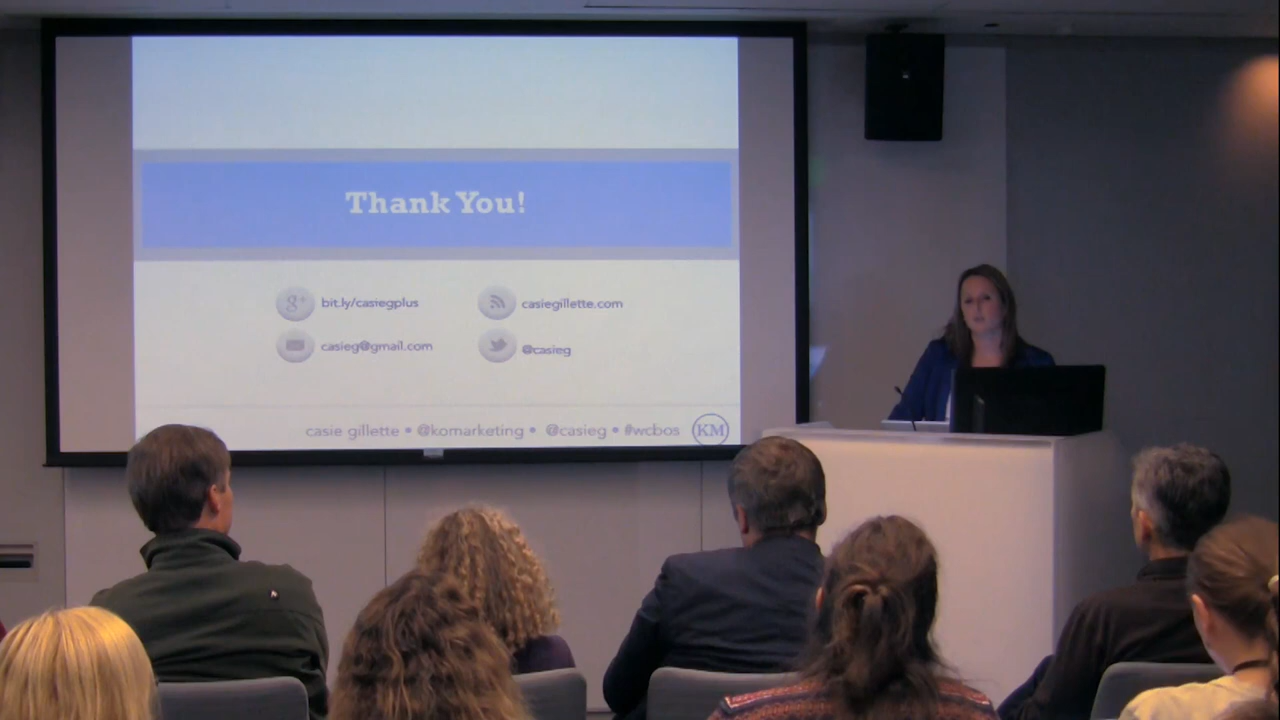 Thank You!
g+ bit.ly/casiegplus
casiegillette.com
casieg@gmail.com
@casieg
casie gillette • @komarketing • @casieg • #wcbos KM